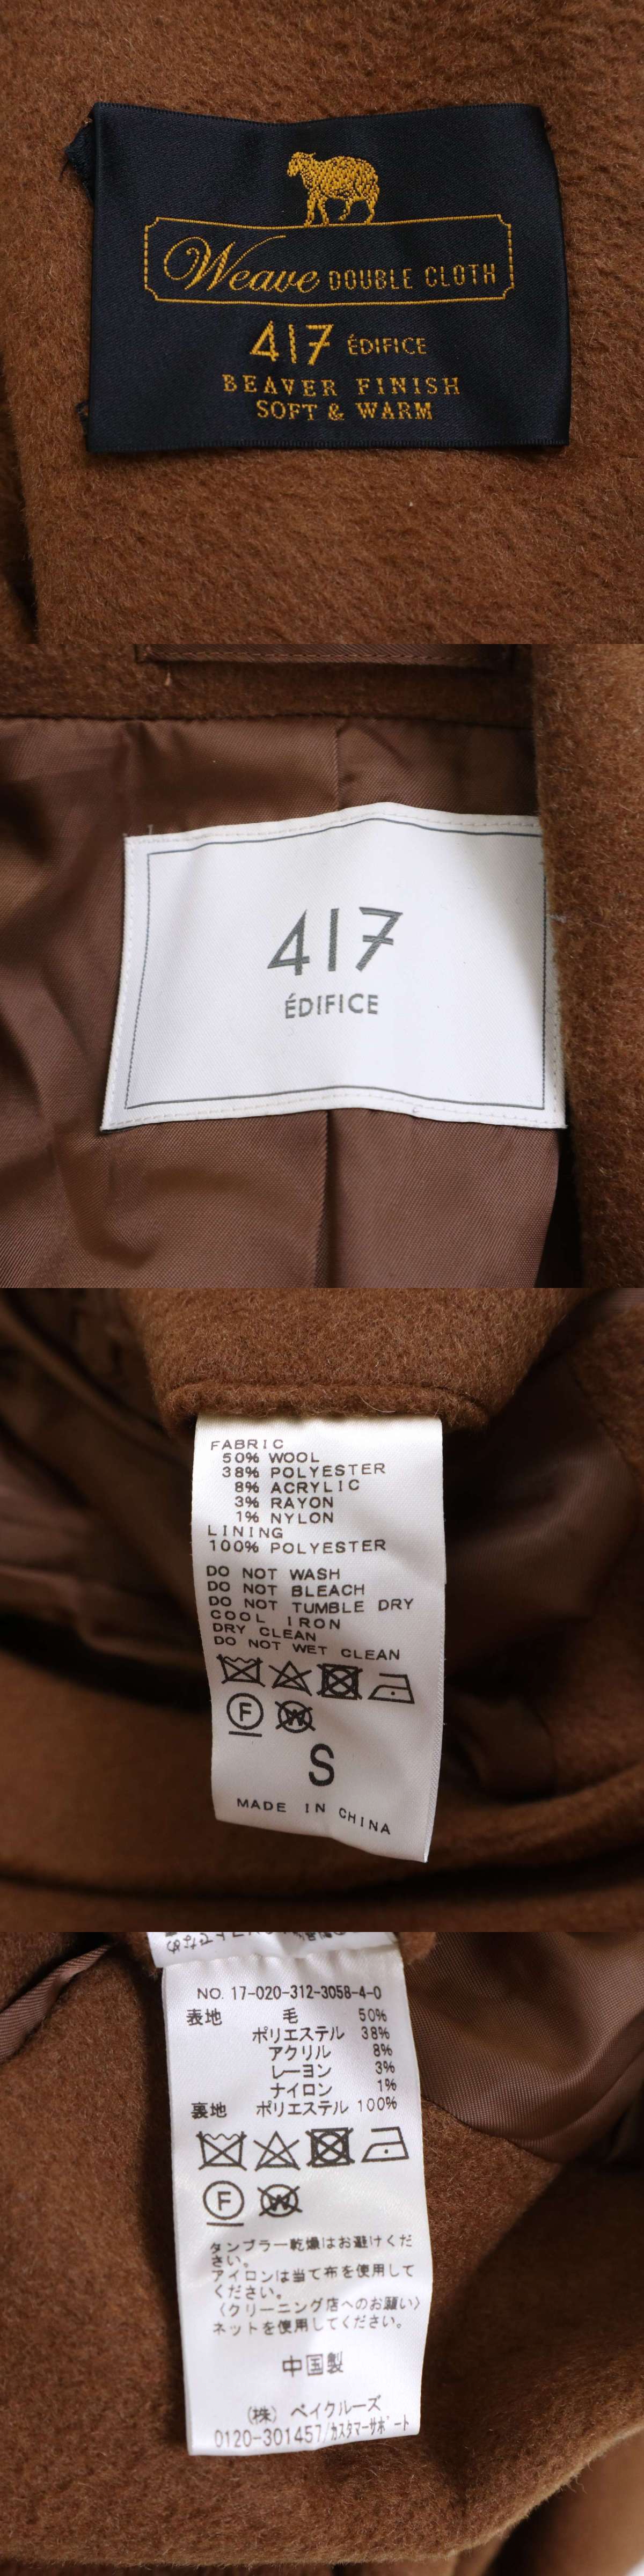 Weave DOUBLE CLOTH
417 ÉDIFICE
BEAVER FINISH
SOFT & WARM
417
ÉDIFICE
FABRIC
50% WOOL
38% POLYESTER
8% ACRYLIC
3% RAYON
1% NYLON
LINING
100% POLYESTER
DO NOT WASH
DO NOT BLEACH
DO NOT TUMBLE DRY
COOL IRON
DRY CLEAN
DO NOT WET CLEAN
F W
S
MADE IN CHINA
NO. 17-020-312-3058-4-0
表地 毛 50%
ポリエステル 38%
アクリル 8%
レーヨン 3%
ナイロン 1%
裏地 ポリエステル 100%
F W
タンブラー乾燥はお避けくだ
さい。
アイロンは当て布を使用して
ください。
〈クリーニング店へのお願い〉
ネットを使用してください。
中国製
(株) ベイクルーズ
0120-301457/カスタマーサポート